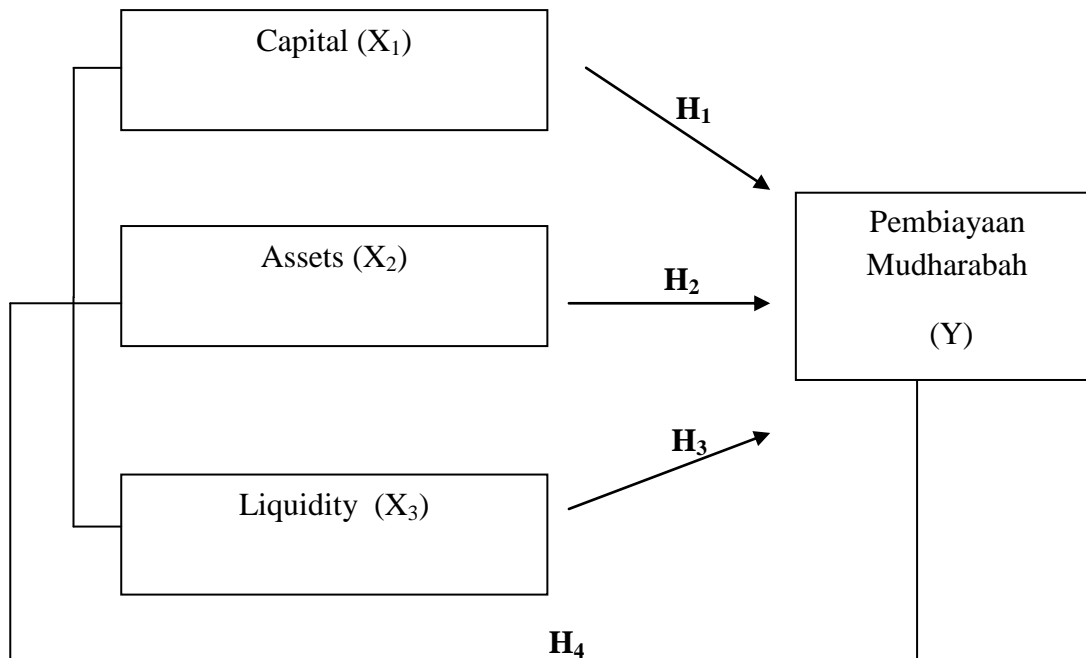 Capital (X₁)
H₁
Pembiayaan
Mudharabah
(Y)
Assets (X₂)
H₂
H₃
Liquidity (X₃)
H₄